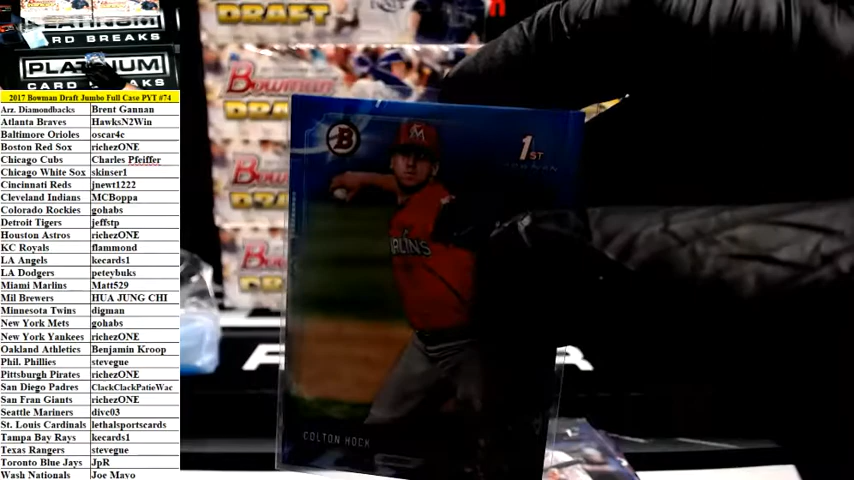 CARD BREAKS
PLATINUM
CARD BREAKS
2017 Bowman Draft Jumbo Full Case PYT #74
Arz. Diamondbacks Brent Gannan
Atlanta Braves HawksN2Win
Baltimore Orioles oscar4c
Boston Red Sox richezONE
Chicago Cubs Charles Pfeiffer
Chicago White Sox skinser1
Cincinnati Reds jnewt1222
Cleveland Indians MCBoppa
Colorado Rockies gohabs
Detroit Tigers jeffstp
Houston Astros richezONE
KC Royals flammond
LA Angels kecards1
LA Dodgers peteybuks
Miami Marlins Matt529
Mil Brewers HUA JUNG CHI
Minnesota Twins digman
New York Mets gohabs
New York Yankees richezONE
Oakland Athletics Benjamin Kroop
Phil. Phillies stevegue
Pittsburgh Pirates richezONE
San Diego Padres ClackClackPatieWac
San Fran Giants richezONE
Seattle Mariners divc03
St. Louis Cardinals lethalsportscards
Tampa Bay Rays kecards1
Texas Rangers stevegue
Toronto Blue Jays JpR
Wash Nationals Joe Mayo
DRAFT
Bowman
B
M
1ST
BOWMAN
MARLINS
COLTON HOCK